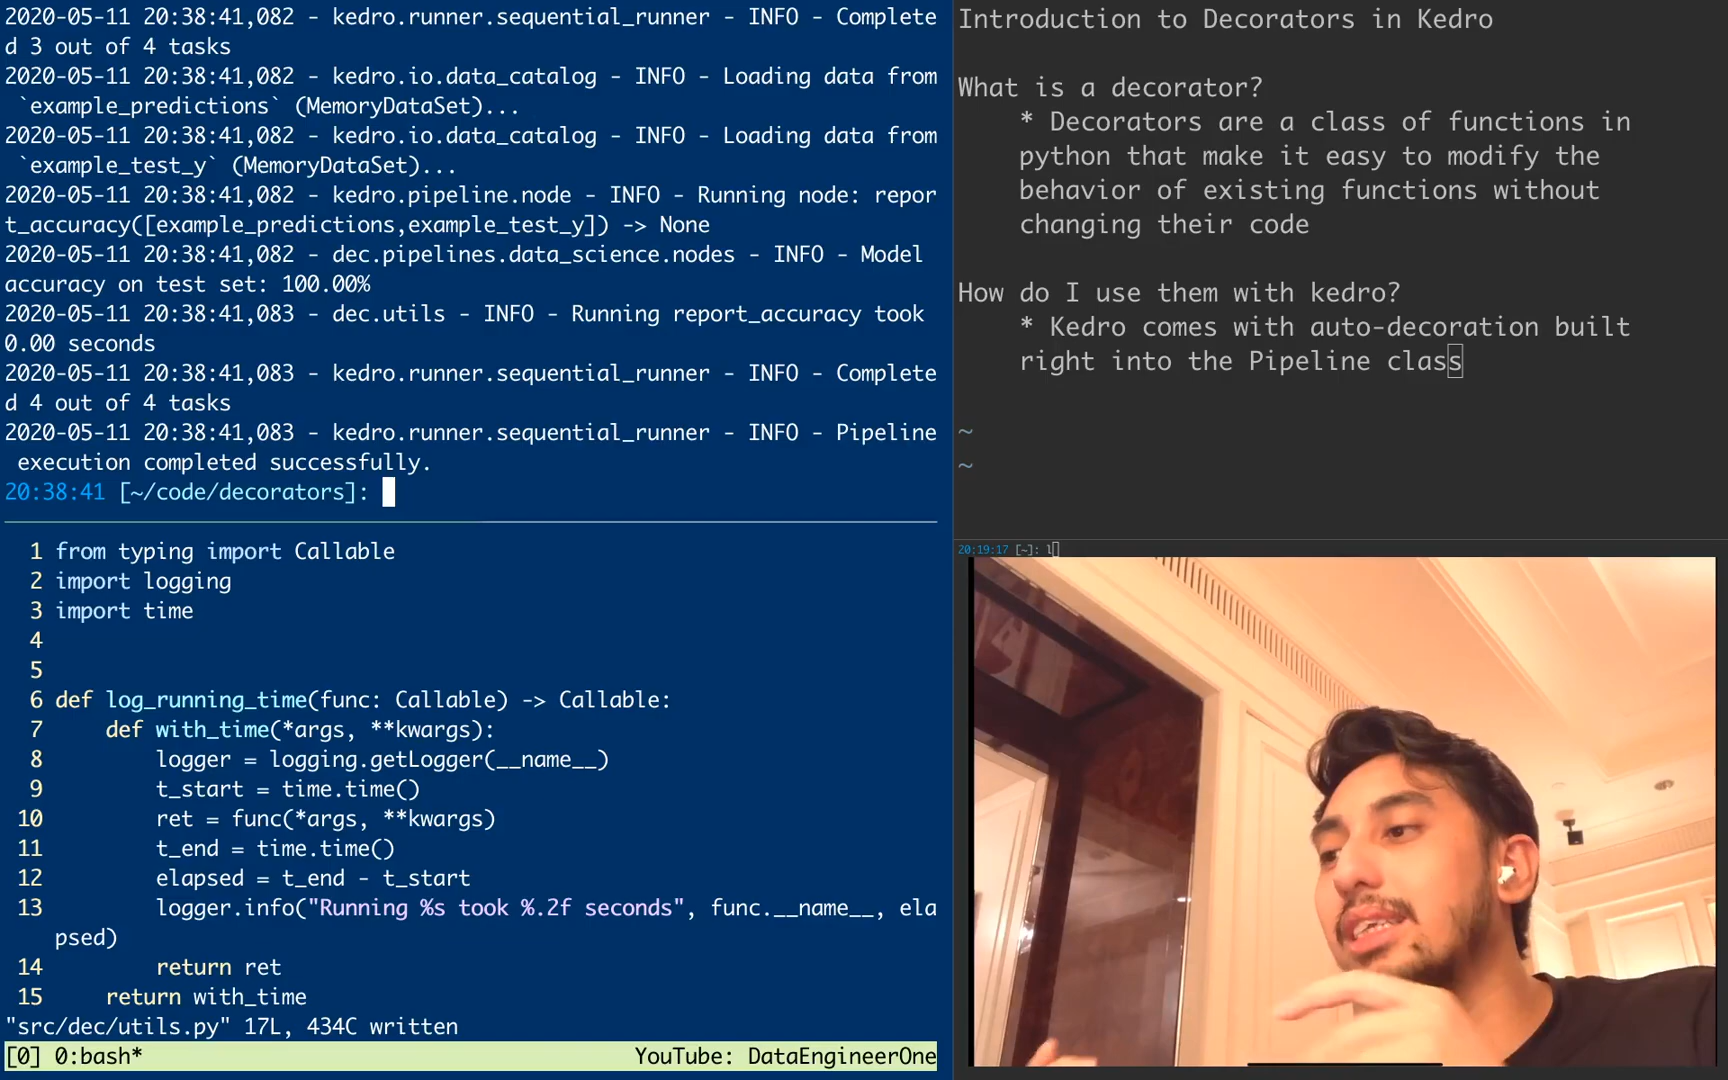 2020-05-11 20:38:41,082 - kedro.runner.sequential_runner - INFO - Complete
d 3 out of 4 tasks
2020-05-11 20:38:41,082 - kedro.io.data_catalog - INFO - Loading data from
`example_predictions` (MemoryDataSet)...
2020-05-11 20:38:41,082 - kedro.io.data_catalog - INFO - Loading data from
`example_test_y` (MemoryDataSet)...
2020-05-11 20:38:41,082 - kedro.pipeline.node - INFO - Running node: repor
t_accuracy([example_predictions,example_test_y]) -> None
2020-05-11 20:38:41,082 - dec.pipelines.data_science.nodes - INFO - Model
accuracy on test set: 100.00%
2020-05-11 20:38:41,083 - dec.utils - INFO - Running report_accuracy took
0.00 seconds
2020-05-11 20:38:41,083 - kedro.runner.sequential_runner - INFO - Complete
d 4 out of 4 tasks
2020-05-11 20:38:41,083 - kedro.runner.sequential_runner - INFO - Pipeline
execution completed successfully.
20:38:41 [~/code/decorators]:
1 from typing import Callable
2 import logging
3 import time
4
5
6 def log_running_time(func: Callable) -> Callable:
7     def with_time(*args, **kwargs):
8         logger = logging.getLogger(__name__)
9         t_start = time.time()
10         ret = func(*args, **kwargs)
11         t_end = time.time()
12         elapsed = t_end - t_start
13         logger.info("Running %s took %.2f seconds", func.__name__, ela
psed)
14         return ret
15     return with_time
"src/dec/utils.py" 17L, 434C written
[0] 0:bash* YouTube: DataEngineerOne
Introduction to Decorators in Kedro
What is a decorator?
* Decorators are a class of functions in
python that make it easy to modify the
behavior of existing functions without
changing their code
How do I use them with kedro?
* Kedro comes with auto-decoration built
right into the Pipeline class
~
~
20:19:17 [~]: l